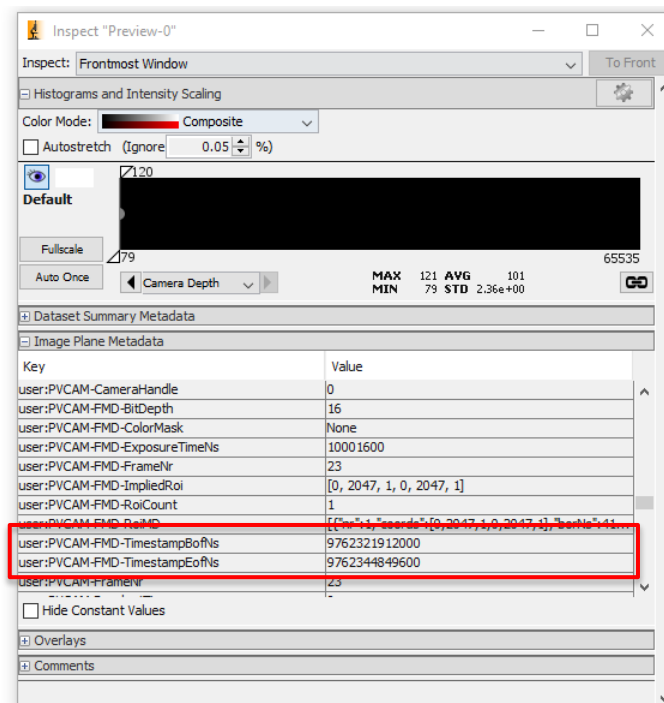 Inspect "Preview-0"
Inspect: Frontmost Window To Front
Histograms and Intensity Scaling
Color Mode: Composite
Autostretch (Ignore 0.05 %)
120
Default
Fullscale
79 65535
Auto Once Camera Depth MAX 121 AVG 101
MIN 79 STD 2.36e+00
Dataset Summary Metadata
Image Plane Metadata
Key Value
user:PVCAM-CameraHandle 0
user:PVCAM-FMD-BitDepth 16
user:PVCAM-FMD-ColorMask None
user:PVCAM-FMD-ExposureTimeNs 10001600
user:PVCAM-FMD-FrameNr 23
user:PVCAM-FMD-ImpliedRoi [0, 2047, 1, 0, 2047, 1]
user:PVCAM-FMD-RoiCount 1
user:PVCAM-FMD-RoiMD
user:PVCAM-FMD-TimestampBofNs 9762321912000
user:PVCAM-FMD-TimestampEofNs 9762344849600
user:PVCAM-FrameNr 23
Hide Constant Values
Overlays
Comments